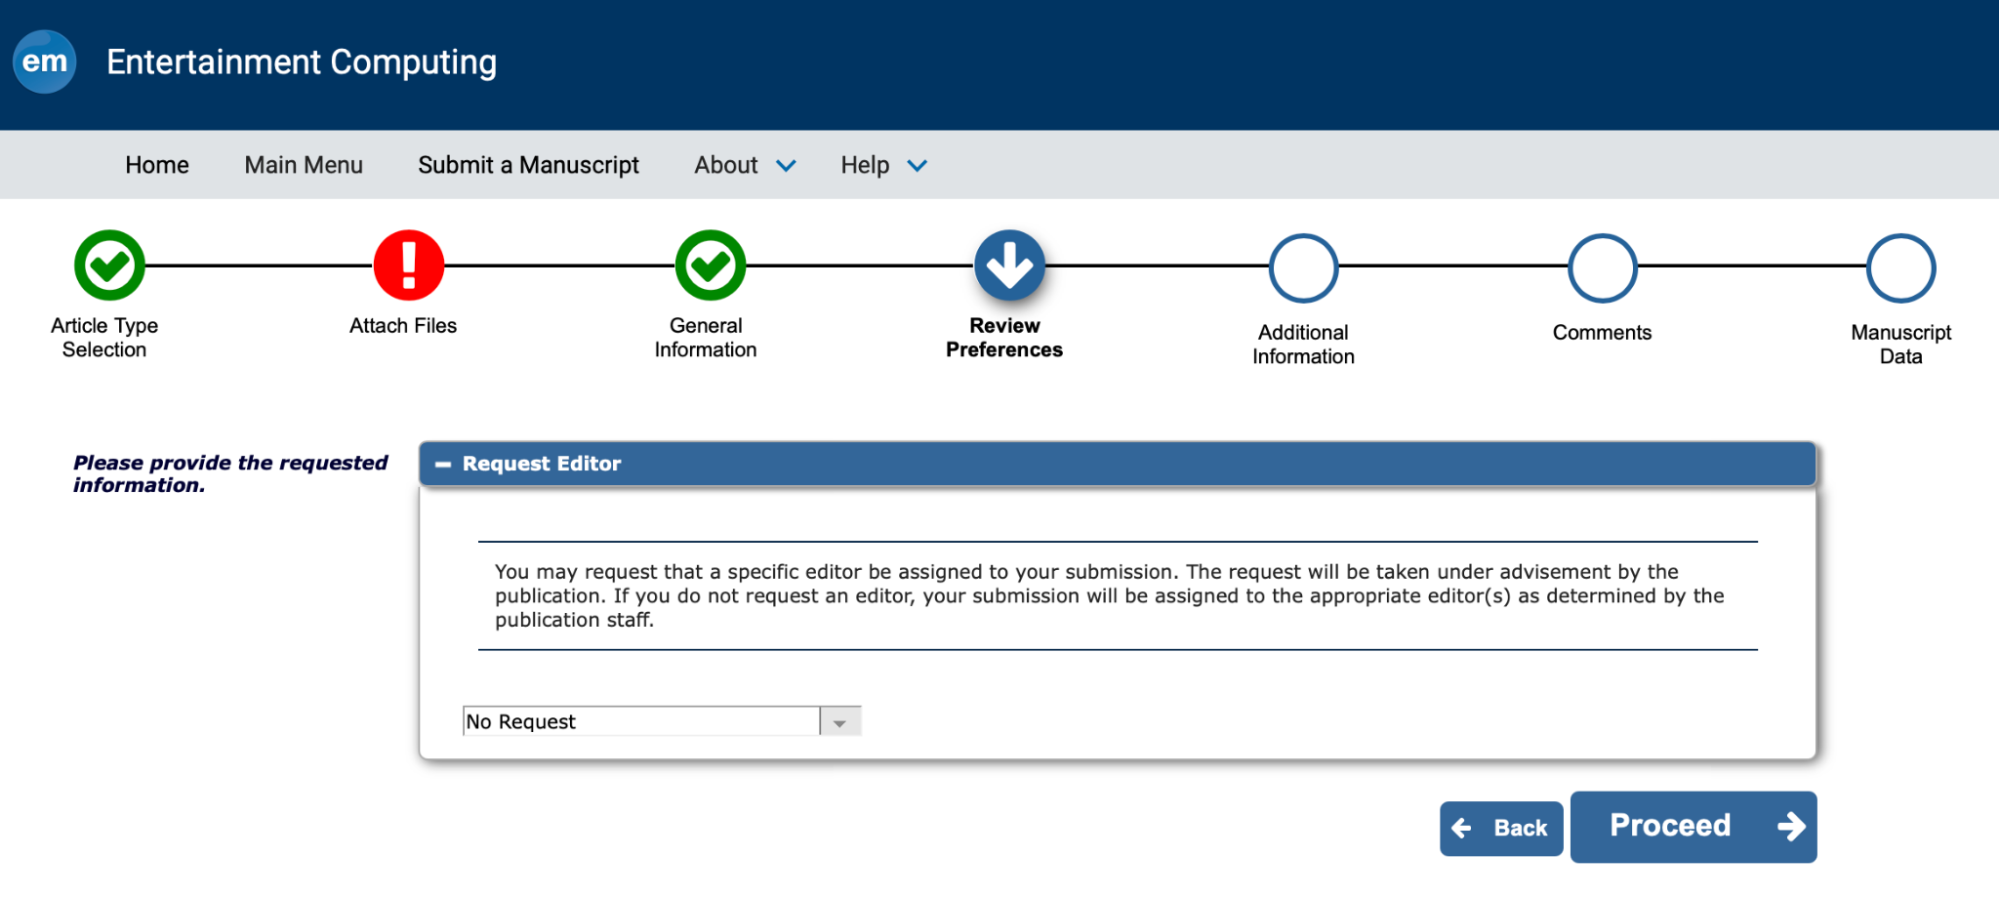 em
Entertainment Computing
Home
Main Menu
Submit a Manuscript
About
Help
Article Type
Selection
Attach Files
General
Information
Review
Preferences
Additional
Information
Comments
Manuscript
Data
Please provide the requested
information.
Request Editor
You may request that a specific editor be assigned to your submission. The request will be taken under advisement by the
publication. If you do not request an editor, your submission will be assigned to the appropriate editor(s) as determined by the
publication staff.
No Request
Back
Proceed